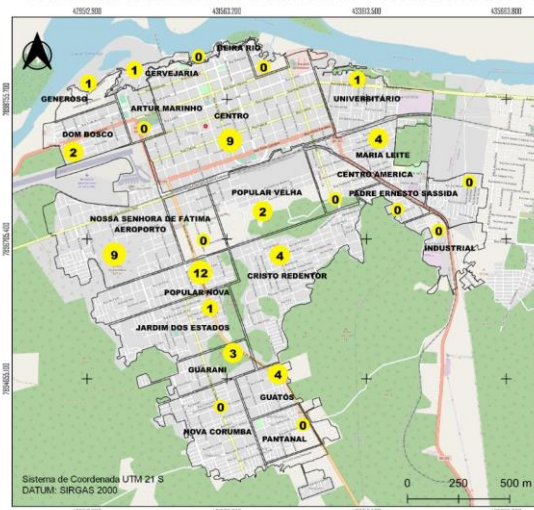 BEIRA RIO
0
0
1
CERVEJARIA
1
1
GENEROSO
UNIVERSITÁRIO
ARTUR MARINHO
CENTRO
0
DOM BOSCO
9
4
2
MARIA LEITE
CENTRO AMERICA
POPULAR VELHA
PADRE ERNESTO SASSIDA
0
0
2
0
NOSSA SENHORA DE FÁTIMA
AEROPORTO
0
0
INDUSTRIAL
9
4
12
CRISTO REDENTOR
POPULAR NOVA
1
JARDIM DOS ESTADOS
3
GUARANI
4
GUATÓS
0
0
NOVA CORUMBA
PANTANAL
Sistema de Coordenada UTM 21 S
DATUM: SIRGAS 2000
0 250 500 m